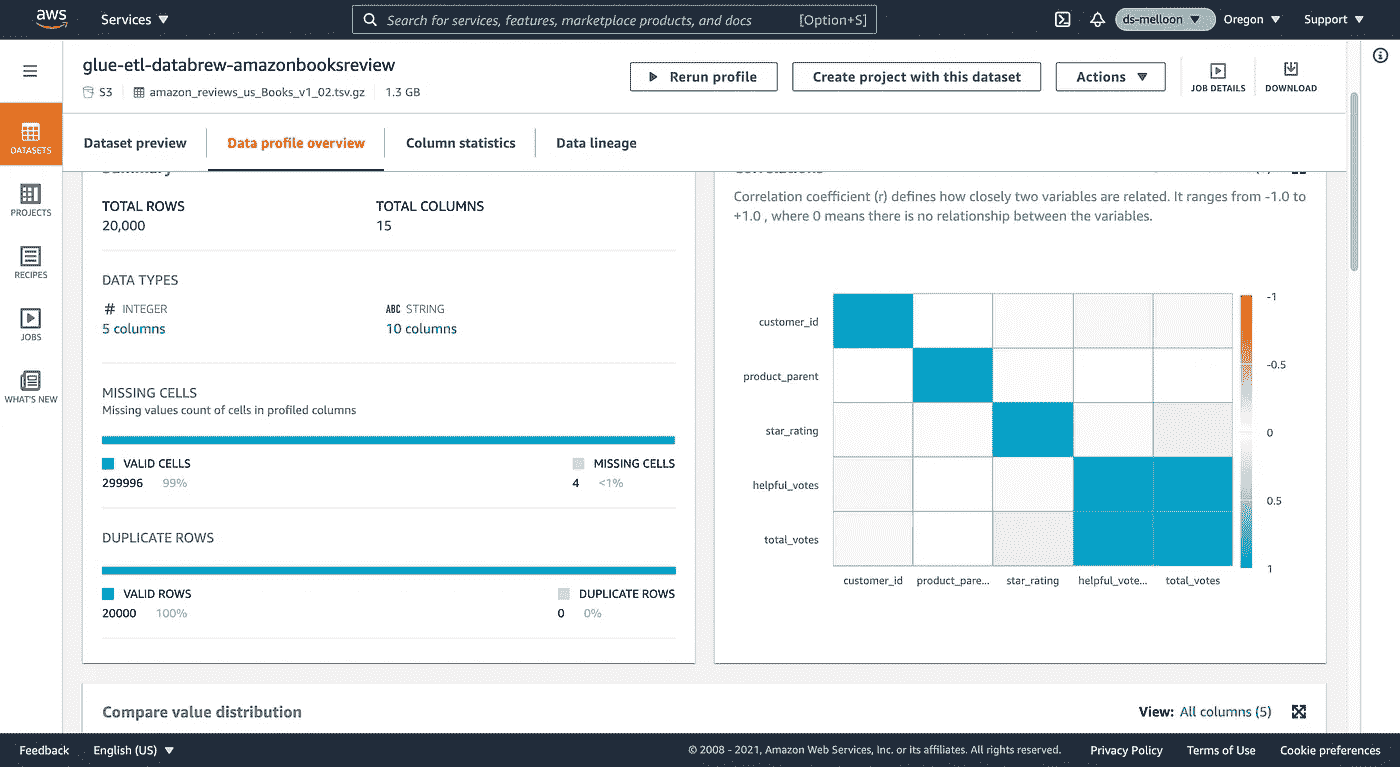 aws Services ▼ Search for services, features, marketplace products, and docs [Option+S] ds-melloon ▼ Oregon ▼ Support ▼
glue-etl-databrew-amazonbooksreview
S3 amazon_reviews_us_Books_v1_02.tsv.gz 1.3 GB
Rerun profile Create project with this dataset Actions ▼ JOB DETAILS DOWNLOAD
DATASETS
PROJECTS
RECIPES
JOBS
WHAT'S NEW
Dataset preview Data profile overview Column statistics Data lineage
Summary
TOTAL ROWS TOTAL COLUMNS
20,000 15
DATA TYPES
# INTEGER ABC STRING
5 columns 10 columns
MISSING CELLS
Missing values count of cells in profiled columns
VALID CELLS MISSING CELLS
299996 99% 4 <1%
DUPLICATE ROWS
VALID ROWS DUPLICATE ROWS
20000 100% 0 0%
Correlations
Correlation coefficient (r) defines how closely two variables are related. It ranges from -1.0 to
+1.0 , where 0 means there is no relationship between the variables.
customer_id
product_parent
star_rating
helpful_votes
total_votes
customer_id product_pare... star_rating helpful_vote... total_votes
-1
-0.5
0
0.5
1
Compare value distribution View: All columns (5)
Feedback English (US) ▼ © 2008 - 2021, Amazon Web Services, Inc. or its affiliates. All rights reserved. Privacy Policy Terms of Use Cookie preferences